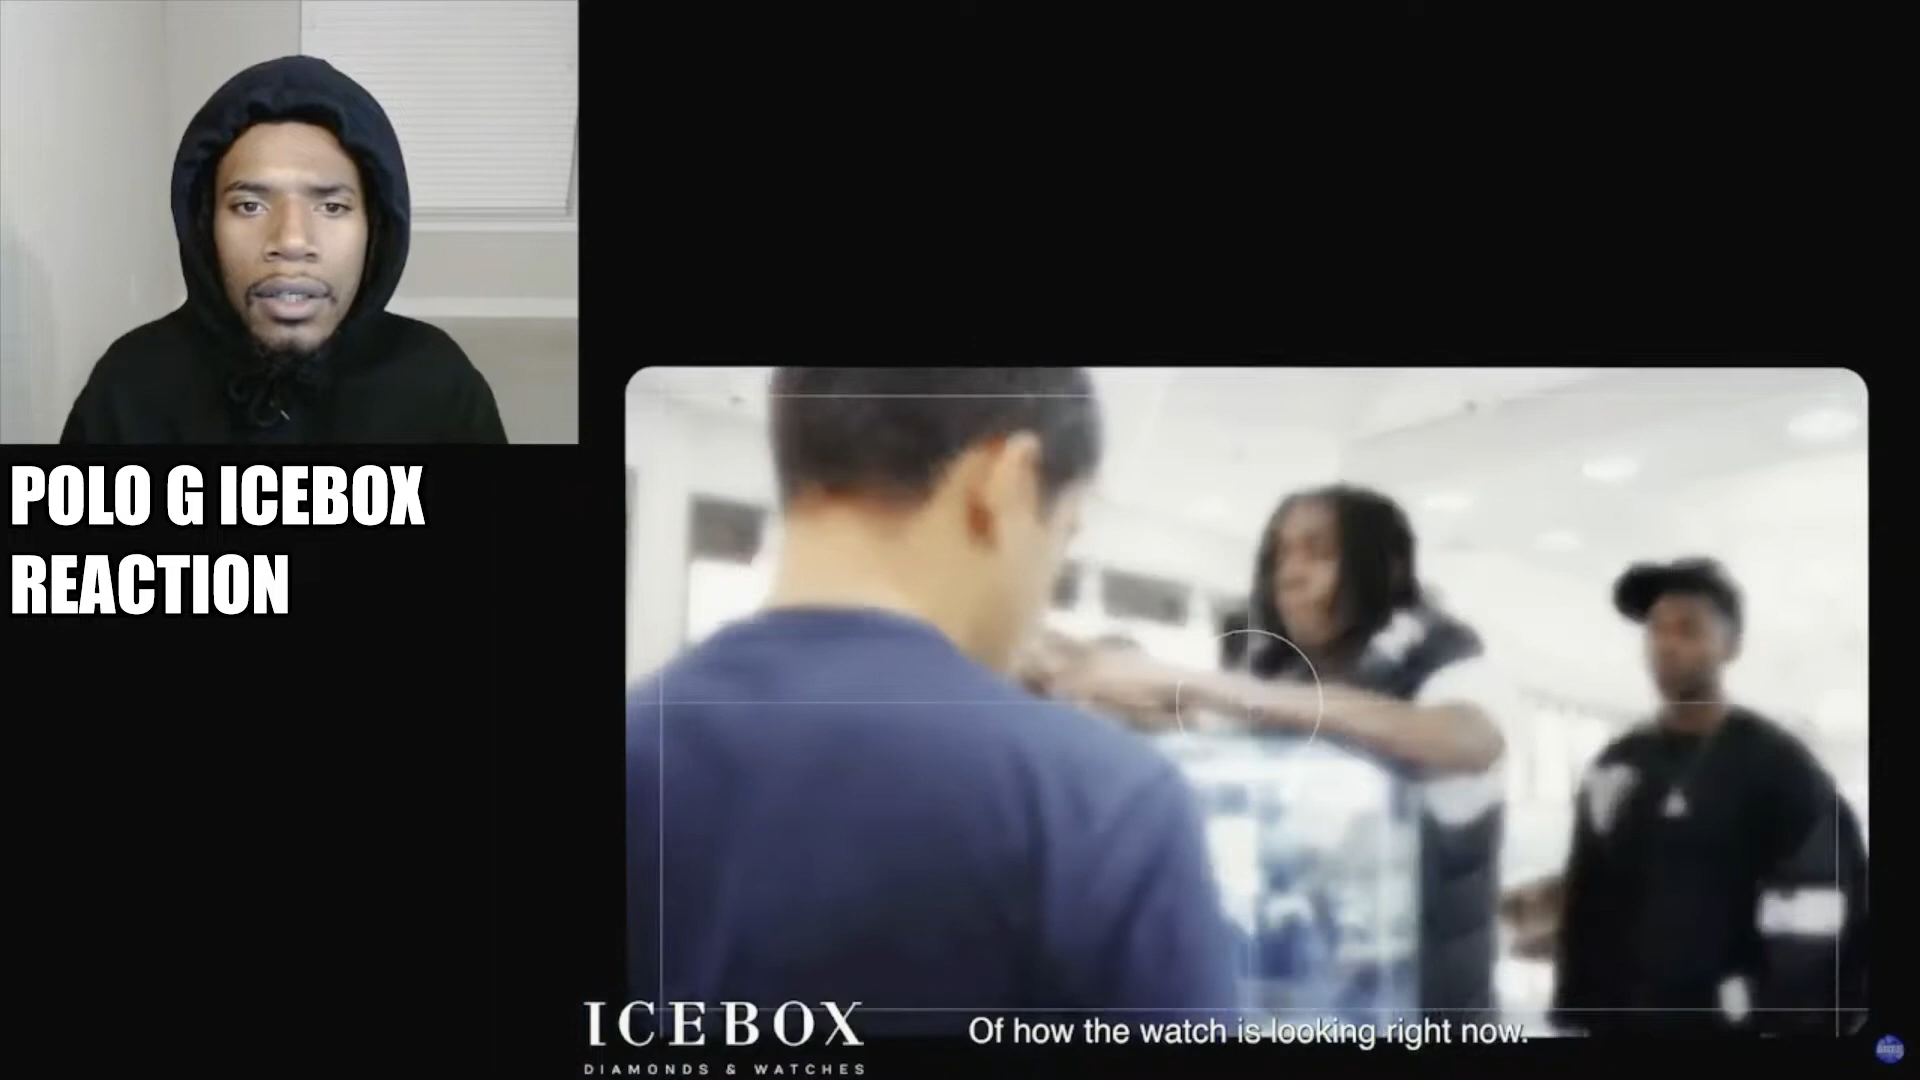 POLO G ICEBOX
REACTION
ICEBOX
DIAMONDS & WATCHES
Of how the watch is looking right now.